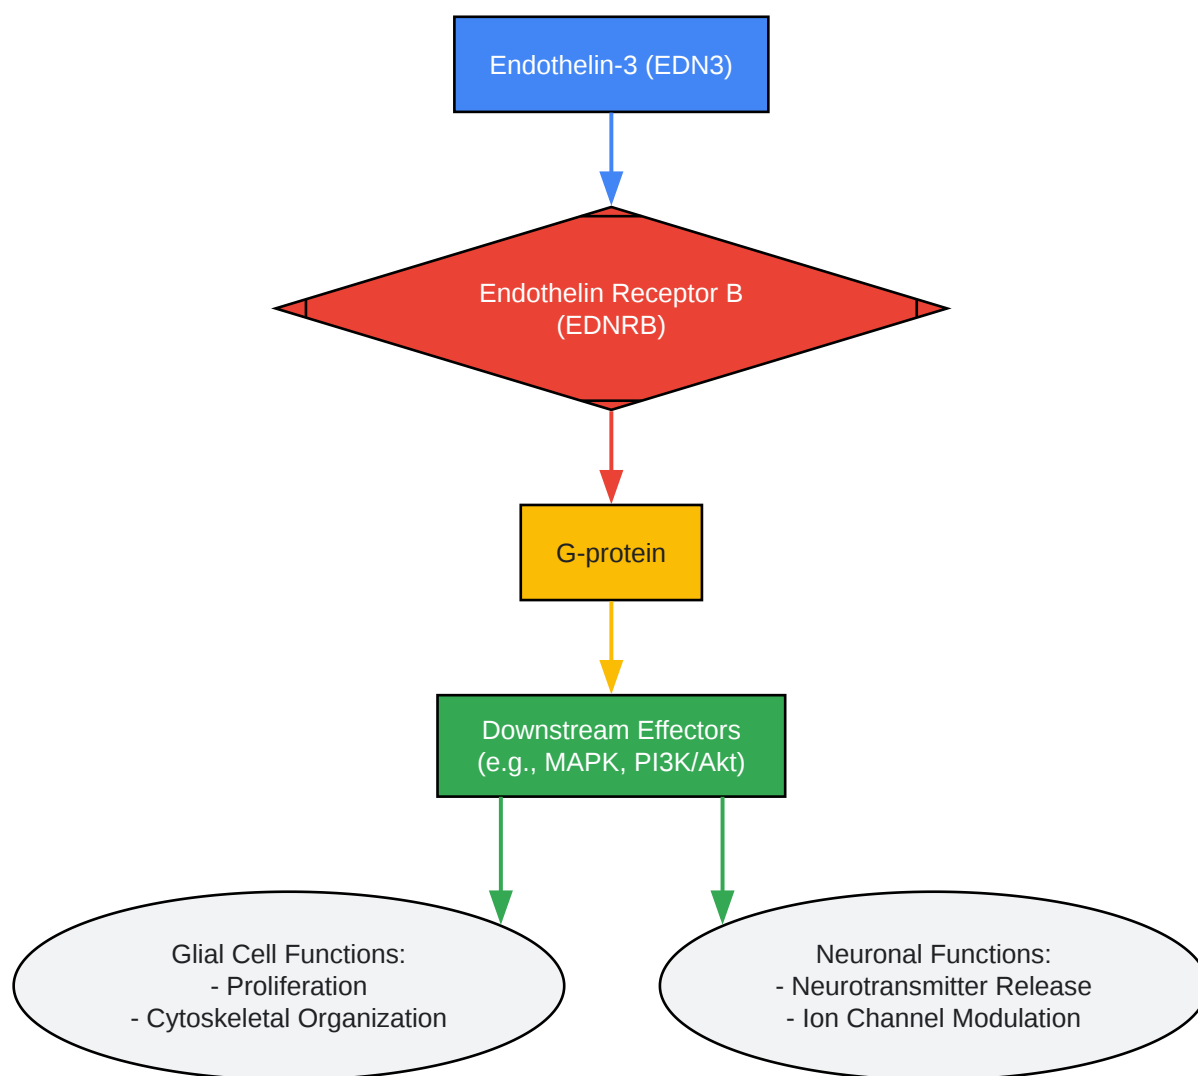 Endothelin-3 (EDN3)
Endothelin Receptor B
(EDNRB)
G-protein
Downstream Effectors
(e.g., MAPK, PI3K/Akt)
Glial Cell Functions:
- Proliferation
- Cytoskeletal Organization
Neuronal Functions:
- Neurotransmitter Release
- Ion Channel Modulation